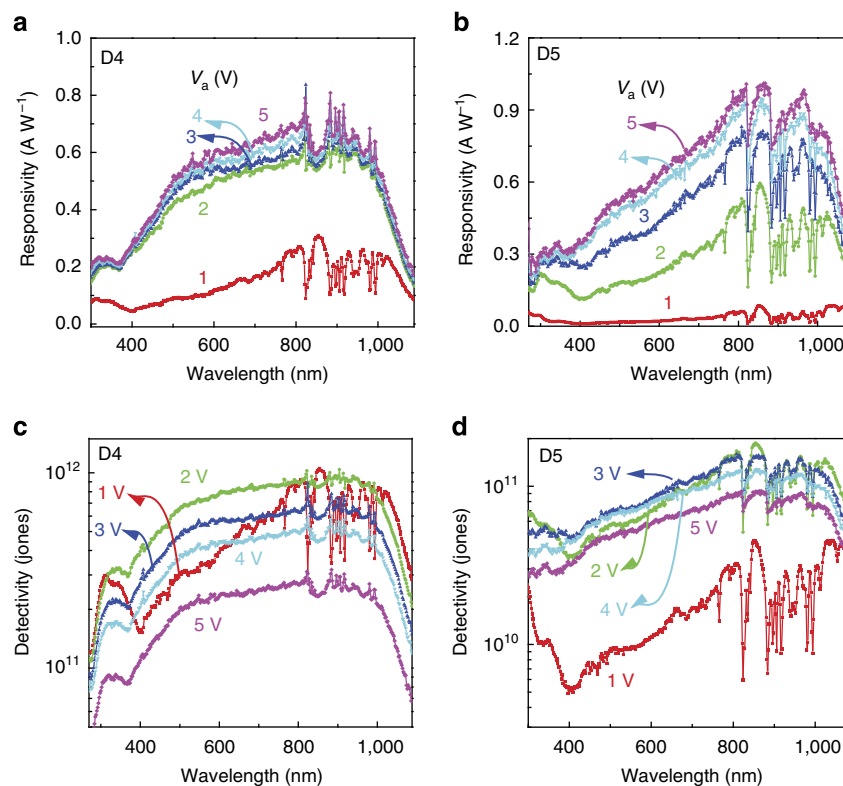 a
D4
Vₐ (V)
5
4
3
2
1
1.0
0.8
0.6
0.4
0.2
0.0
Responsivity (A W⁻¹)
400
600
800
1,000
Wavelength (nm)
b
D5
Vₐ (V)
5
4
3
2
1
1.2
0.9
0.6
0.3
0.0
Responsivity (A W⁻¹)
400
600
800
1,000
Wavelength (nm)
c
D4
2 V
1 V
3 V
4 V
5 V
10¹²
10¹¹
Detectivity (jones)
400
600
800
1,000
Wavelength (nm)
d
D5
3 V
5 V
2 V
4 V
1 V
10¹¹
10¹⁰
Detectivity (jones)
400
600
800
1,000
Wavelength (nm)